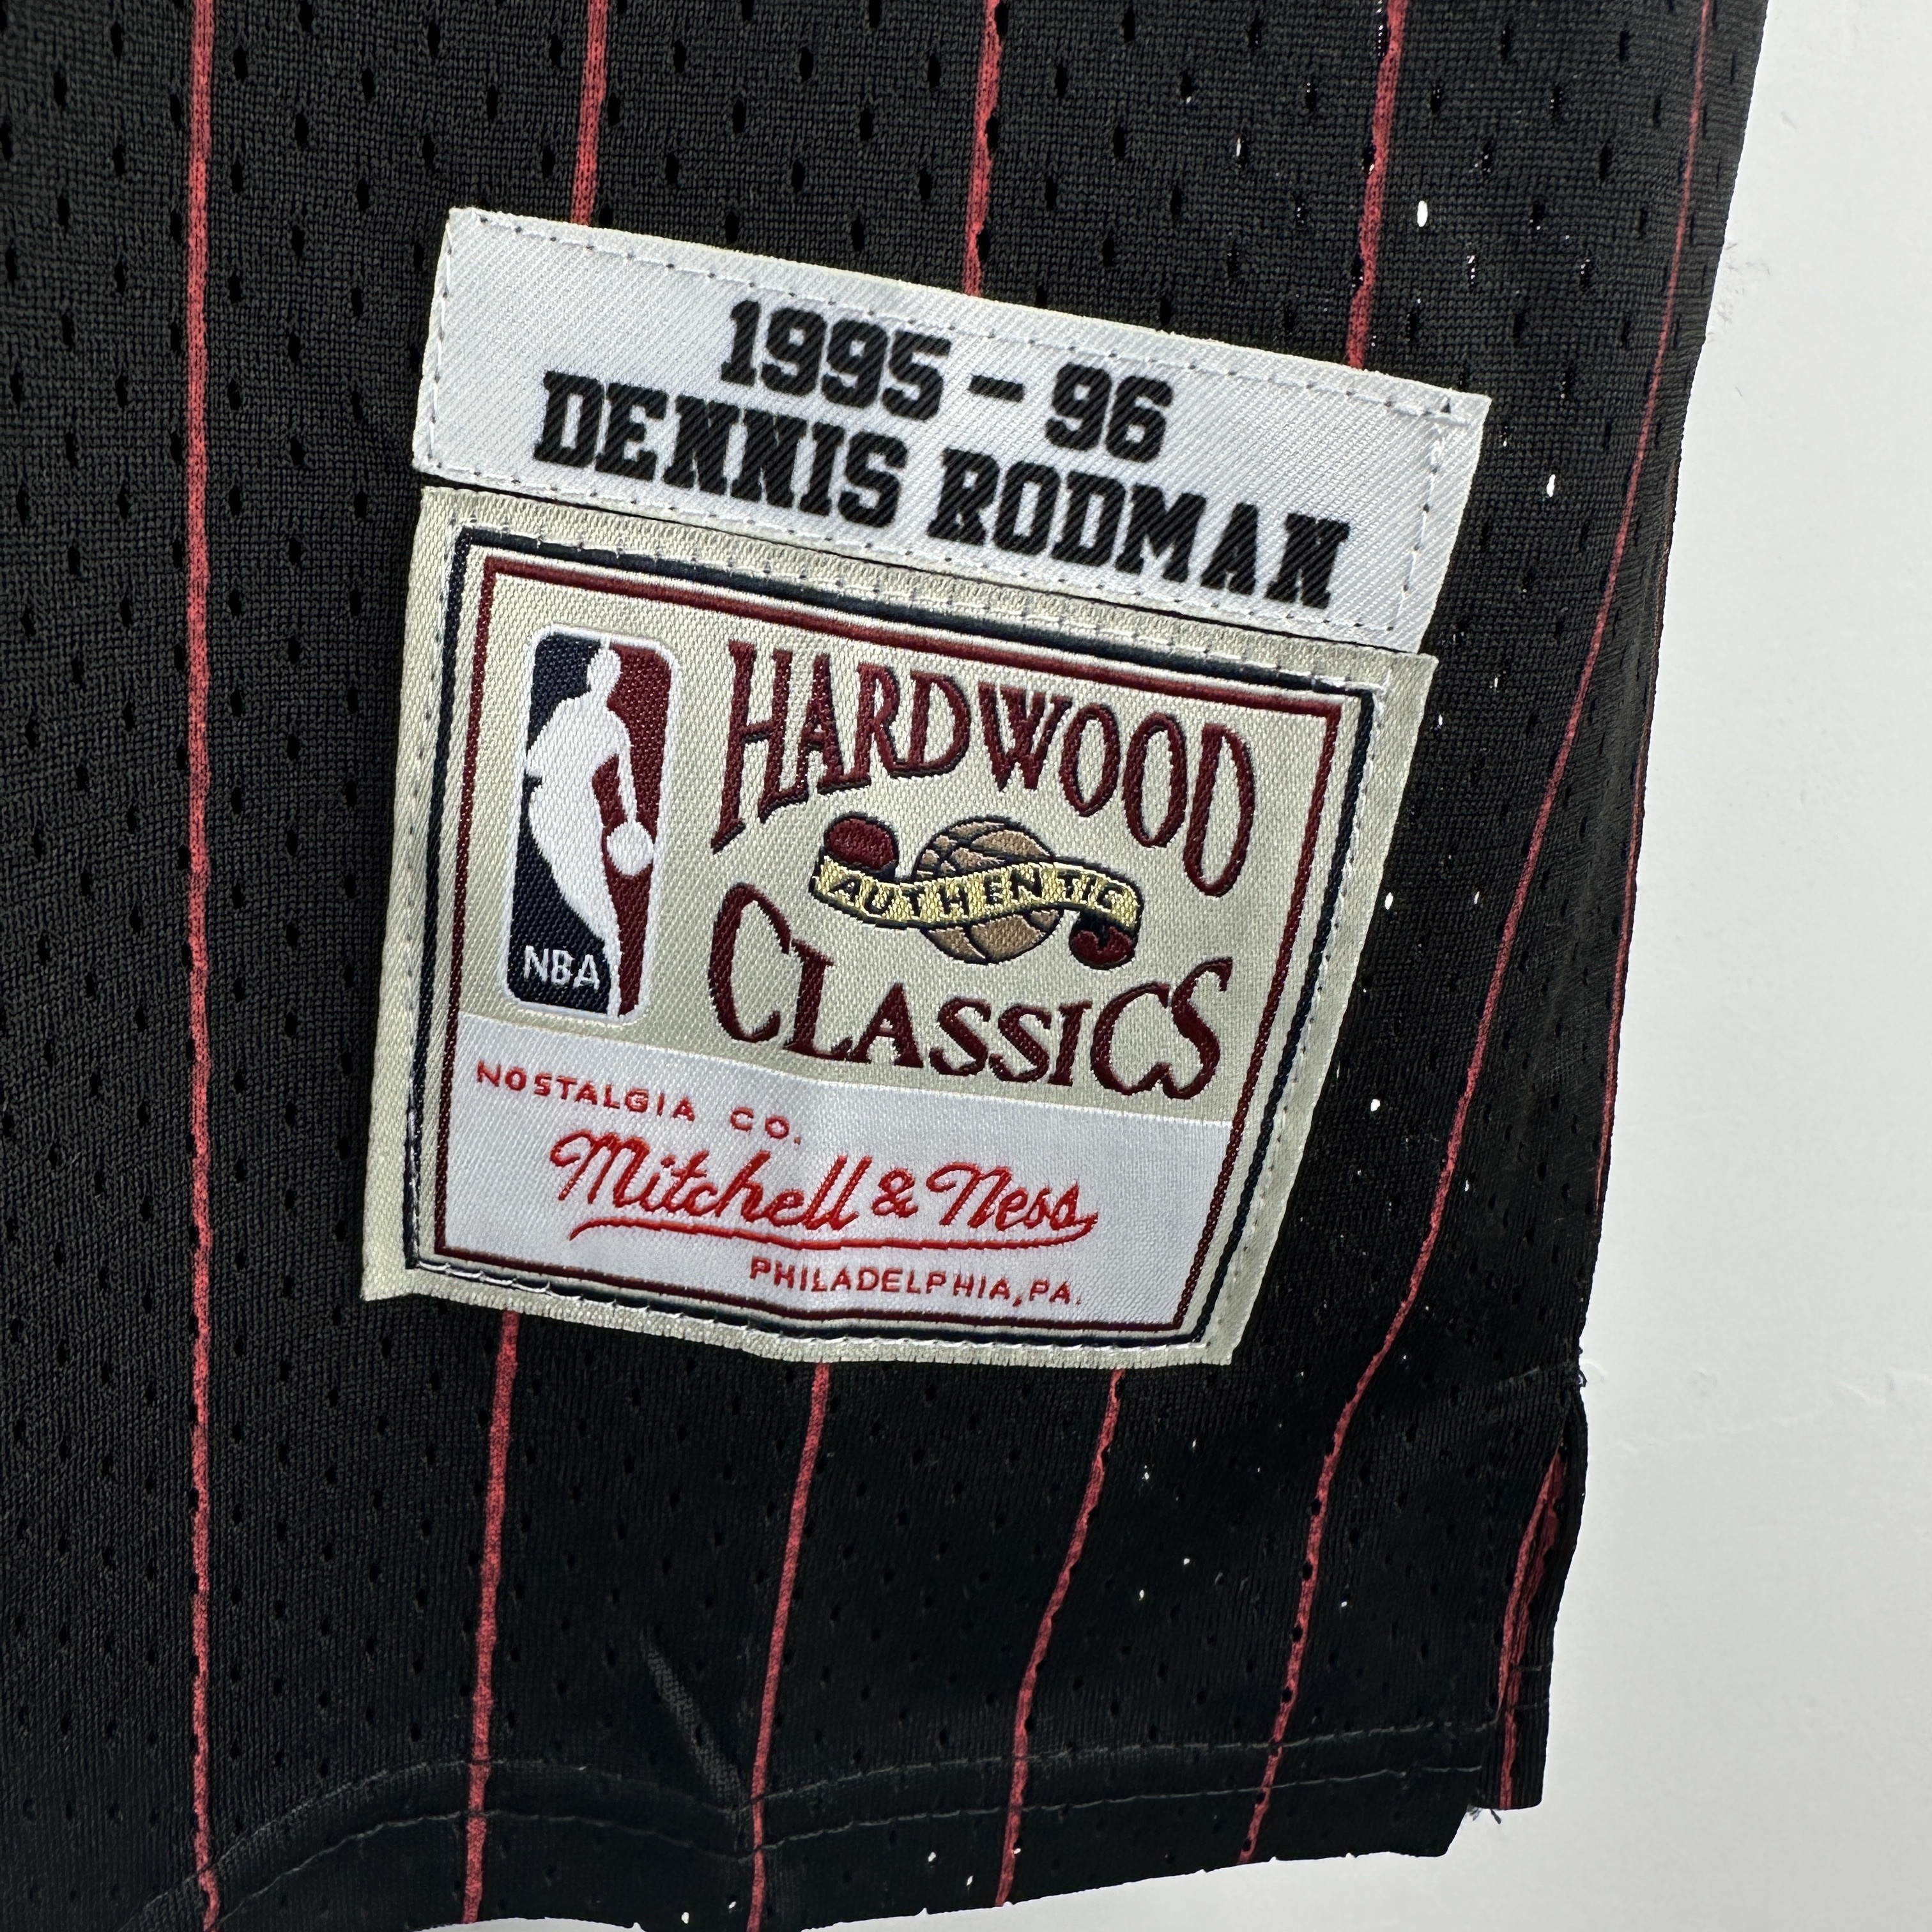 1995 - 96
DENNIS RODMAN
HARDWOOD
AUTHENTIC
CLASSICS
NBA
NOSTALGIA CO.
Mitchell & Ness
PHILADELPHIA, PA.